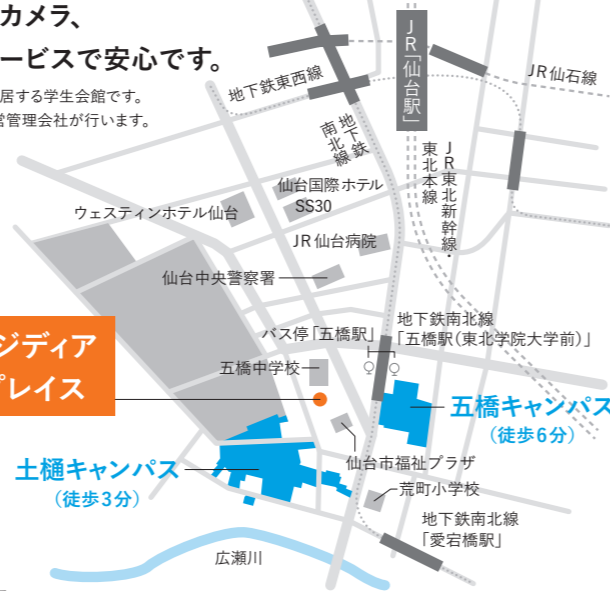 カメラ、
ービスで安心です。
居する学生会館です。
営管理会社が行います。
JR「仙台駅」
JR仙石線
地下鉄東西線
地下鉄
南北線
JR東北新幹線・
東北本線
仙台国際ホテル
SS30
ウェスティンホテル仙台
JR仙台病院
仙台中央警察署
地下鉄南北線
「五橋駅(東北学院大学前)」
バス停「五橋駅」
五橋中学校
ジディア
プレイス
五橋キャンパス
(徒歩6分)
土樋キャンパス
(徒歩3分)
仙台市福祉プラザ
荒町小学校
地下鉄南北線
「愛宕橋駅」
広瀬川